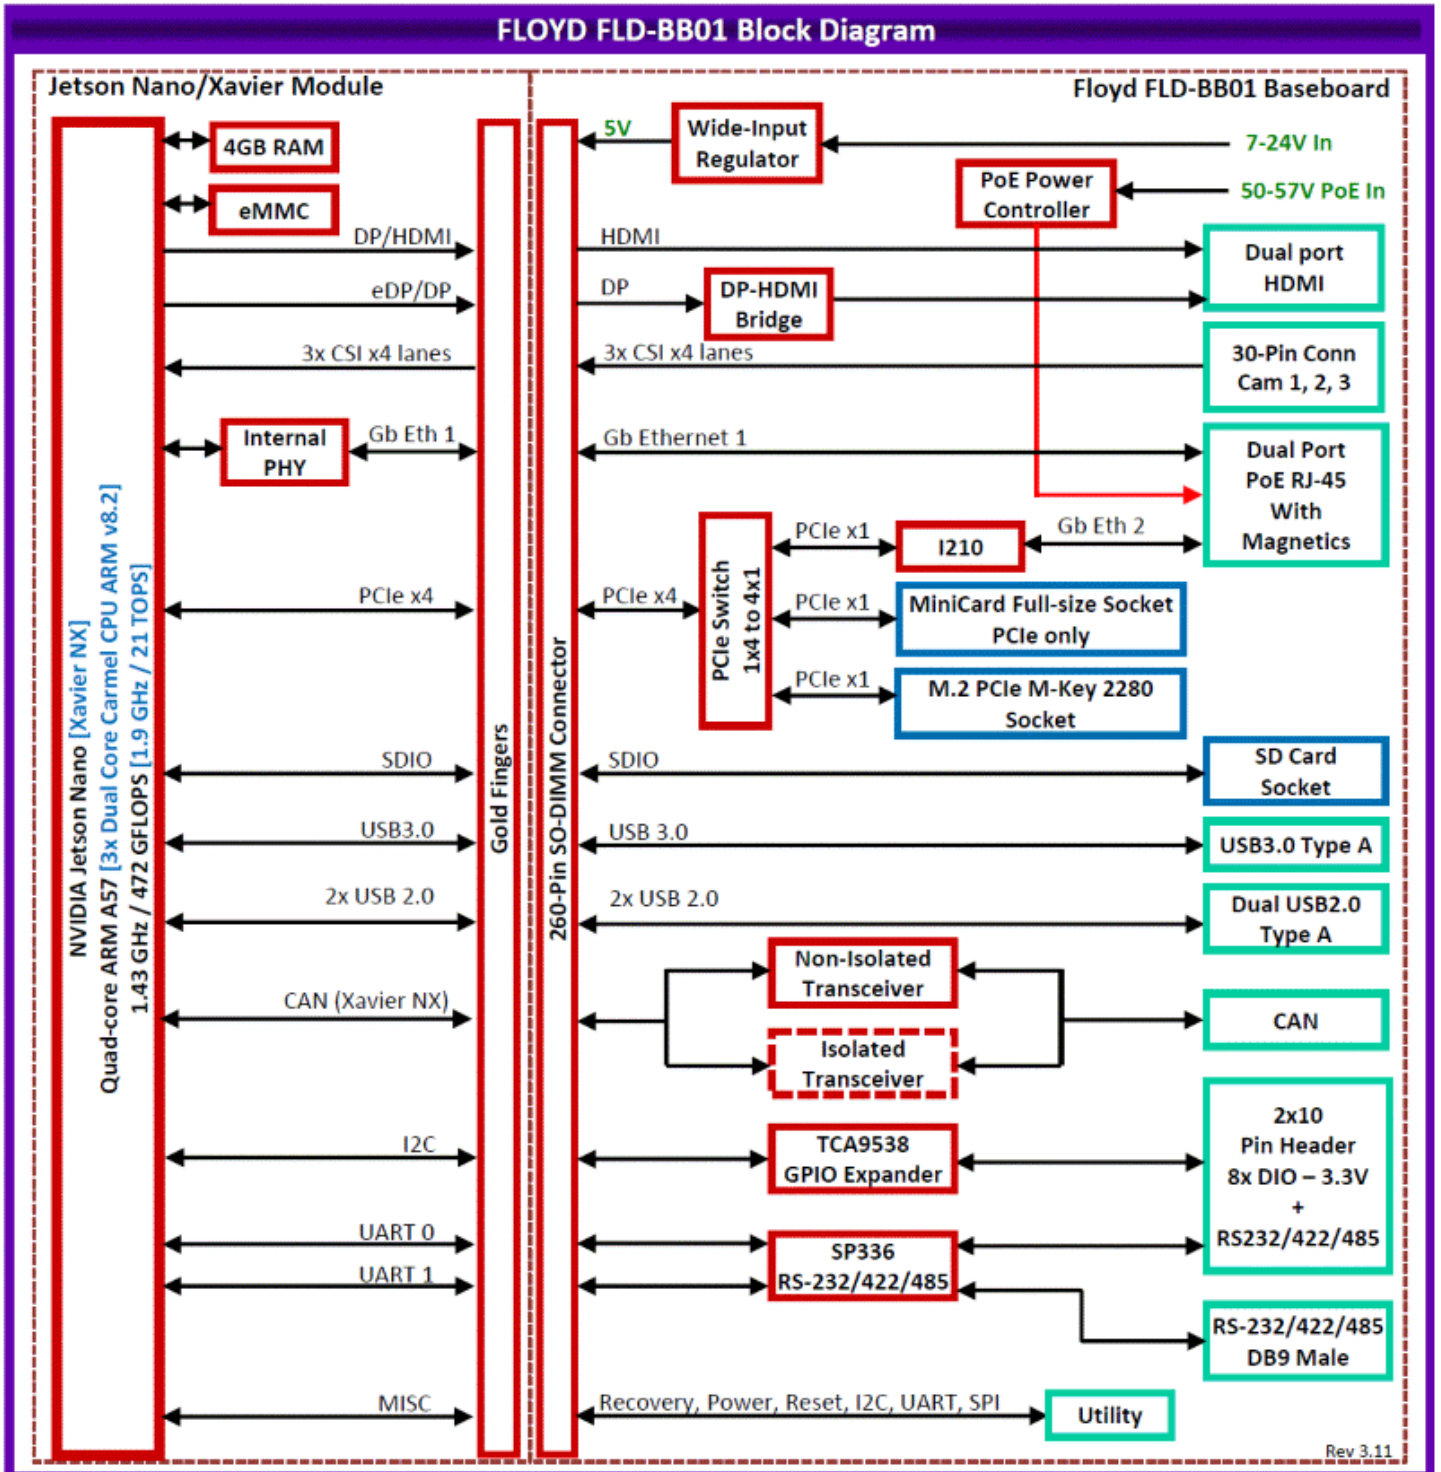 FLOYD FLD-BB01 Block Diagram
Jetson Nano/Xavier Module
Floyd FLD-BB01 Baseboard
4GB RAM
eMMC
DP/HDMI
eDP/DP
3x CSI x4 lanes
Internal
PHY
Gb Eth 1
PCIe x4
SDIO
USB3.0
2x USB 2.0
CAN (Xavier NX)
I2C
UART 0
UART 1
MISC
NVIDIA Jetson Nano [Xavier NX]
Quad-core ARM A57 [3x Dual Core Carmel CPU ARM v8.2]
1.43 GHz / 472 GFLOPS [1.9 GHz / 21 TOPS]
Gold Fingers
260-Pin SO-DIMM Connector
5V
Wide-Input
Regulator
7-24V In
PoE Power
Controller
50-57V PoE In
HDMI
Dual port
HDMI
DP
DP-HDMI
Bridge
3x CSI x4 lanes
30-Pin Conn
Cam 1, 2, 3
Gb Ethernet 1
Dual Port
PoE RJ-45
With
Magnetics
PCIe x4
PCIe Switch
1x4 to 4x1
PCIe x1
I210
Gb Eth 2
PCIe x1
MiniCard Full-size Socket
PCIe only
PCIe x1
M.2 PCIe M-Key 2280
Socket
SDIO
SD Card
Socket
USB 3.0
USB3.0 Type A
2x USB 2.0
Dual USB2.0
Type A
Non-Isolated
Transceiver
Isolated
Transceiver
CAN
TCA9538
GPIO Expander
2x10
Pin Header
8x DIO – 3.3V
+
RS232/422/485
SP336
RS-232/422/485
RS-232/422/485
DB9 Male
Recovery, Power, Reset, I2C, UART, SPI
Utility
Rev 3.11